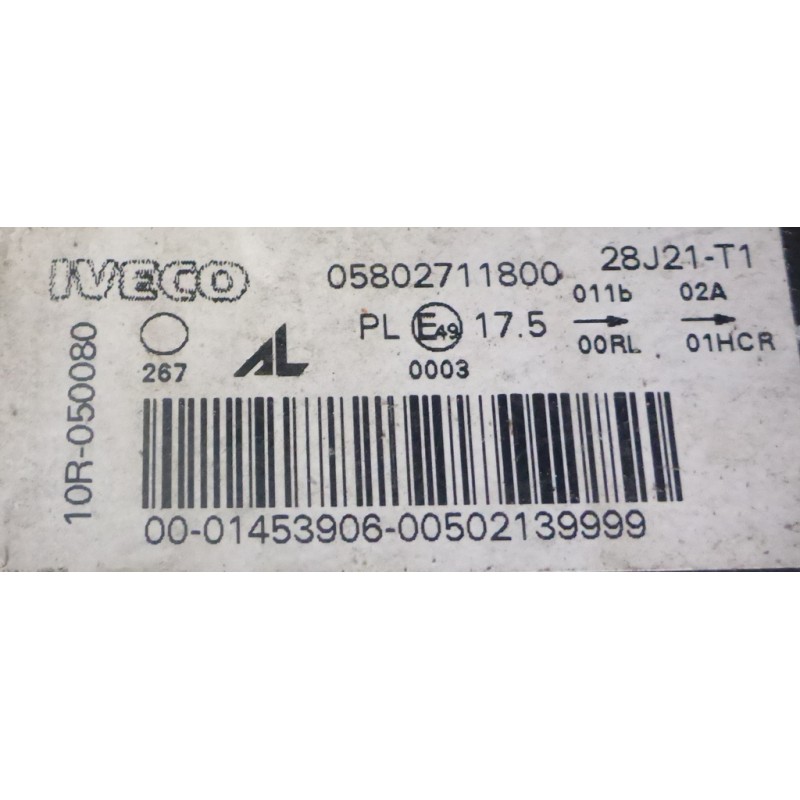 IVECO 05802711800 28J21-T1
011b 02A
PL E49 17.5
00RL 01HCR
267 AL 0003
00-01453906-00502139999
10R-050080